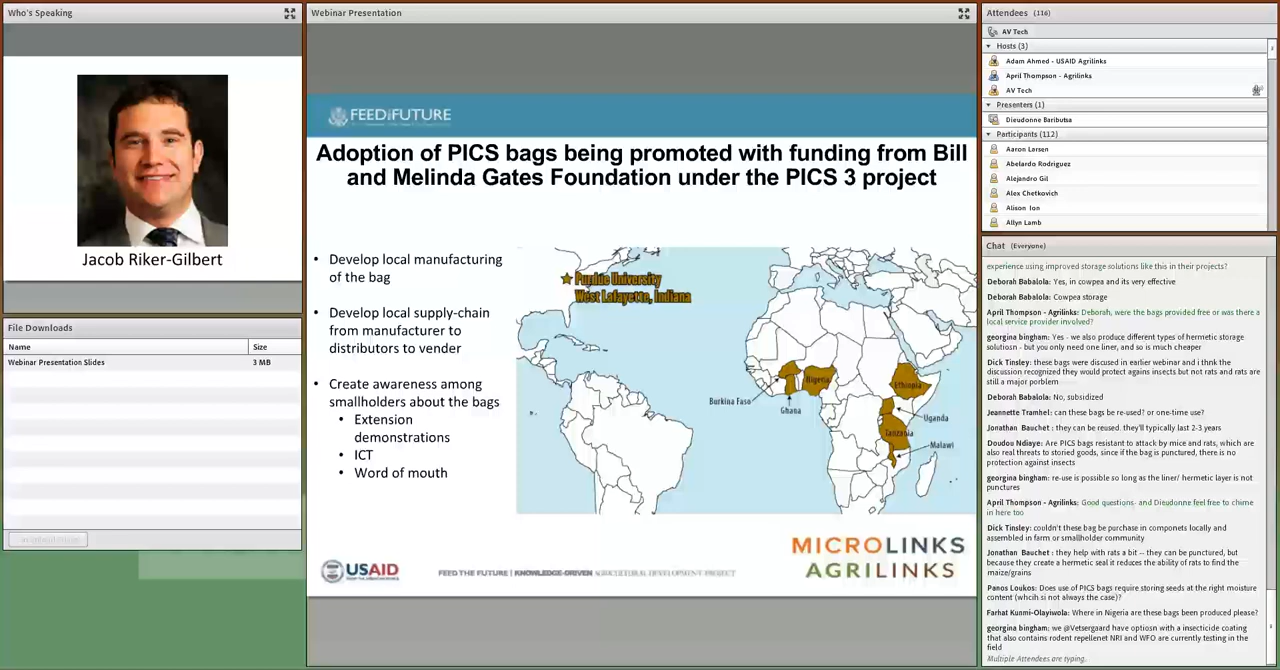 Who's Speaking
Jacob Riker-Gilbert
File Downloads
Name Size
Webinar Presentation Slides 3 MB
Webinar Presentation
FEED FUTURE
Adoption of PICS bags being promoted with funding from Bill
and Melinda Gates Foundation under the PICS 3 project
• Develop local manufacturing
of the bag
• Develop local supply-chain
from manufacturer to
distributors to vender
• Create awareness among
smallholders about the bags
• Extension
demonstrations
• ICT
• Word of mouth
Purdue University
West Lafayette, Indiana
Burkina Faso
Ghana
Nigeria
Ethiopia
Uganda
Tanzania
Malawi
USAID
FEED THE FUTURE | KNOWLEDGE-DRIVEN AGRICULTURAL DEVELOPMENT PROJECT
MICROLINKS
AGRILINKS
Attendees (116)
AV Tech
Hosts (3)
Adam Ahmed - USAID Agrilinks
April Thompson - Agrilinks
AV Tech
Presenters (1)
Dieudonne Baributsa
Participants (112)
Aaron Larsen
Abelardo Rodriguez
Alejandro Gil
Alex Chetkovich
Alison Ion
Allyn Lamb
Chat (Everyone)
experience using improved storage solutions like this in their projects?
Deborah Babalola: Yes, in cowpea and its very effective
Deborah Babalola: Cowpea storage
April Thompson - Agrilinks: Deborah, were the bags provided free or was there a
local service provider involved?
georgina bingham: Yes - we also produce different types of hermetic storage
solutiosn - but you only need one liner, and so is much cheaper
Dick Tinsley: these bags were discused in earlier webinar and i thnk the
discussion recognized they would protect agains insects but not rats and rats are
still a major porblem
Deborah Babalola: No, subsidized
Jeannette Tramhel: can these bags be re-used? or one-time use?
Jonathan Bauchet : they can be reused. they'll typically last 2-3 years
Doudou Ndiaye: Are PICS bags resistant to attack by mice and rats, which are
also real threats to storied goods, since if the bag is punctured, there is no
protection against insects
georgina bingham: re-use is possible so long as the liner/ hermetic layer is not
punctures
April Thompson - Agrilinks: Good questions- and Dieudonne feel free to chime
in here too
Dick Tinsley: couldn't these bag be purchase in componets locally and
assembled in farm or smallholder community
Jonathan Bauchet : they help with rats a bit -- they can be punctured, but
because they create a hermetic seal it reduces the ability of rats to find the
maize/grains
Panos Loukos: Does use of PICS bags require storing seeds at the right moisture
content (whcih si not always the case)?
Farhat Kunmi-Olayiwola: Where in Nigeria are these bags been produced please?
georgina bingham: we @Vetsergaard have optiosn with a insecticide coating
that also contains rodent repellenet NRI and WFO are currently testing in the
field
Multiple Attendees are typing.